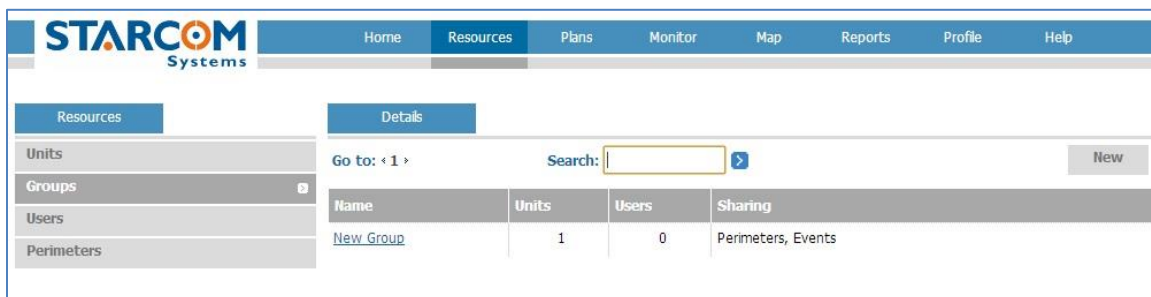 STARCOM
Systems
Home Resources Plans Monitor Map Reports Profile Help
Resources
Units
Groups
Users
Perimeters
Details
Go to: 1 Search: New
Name Units Users Sharing
New Group 1 0 Perimeters, Events